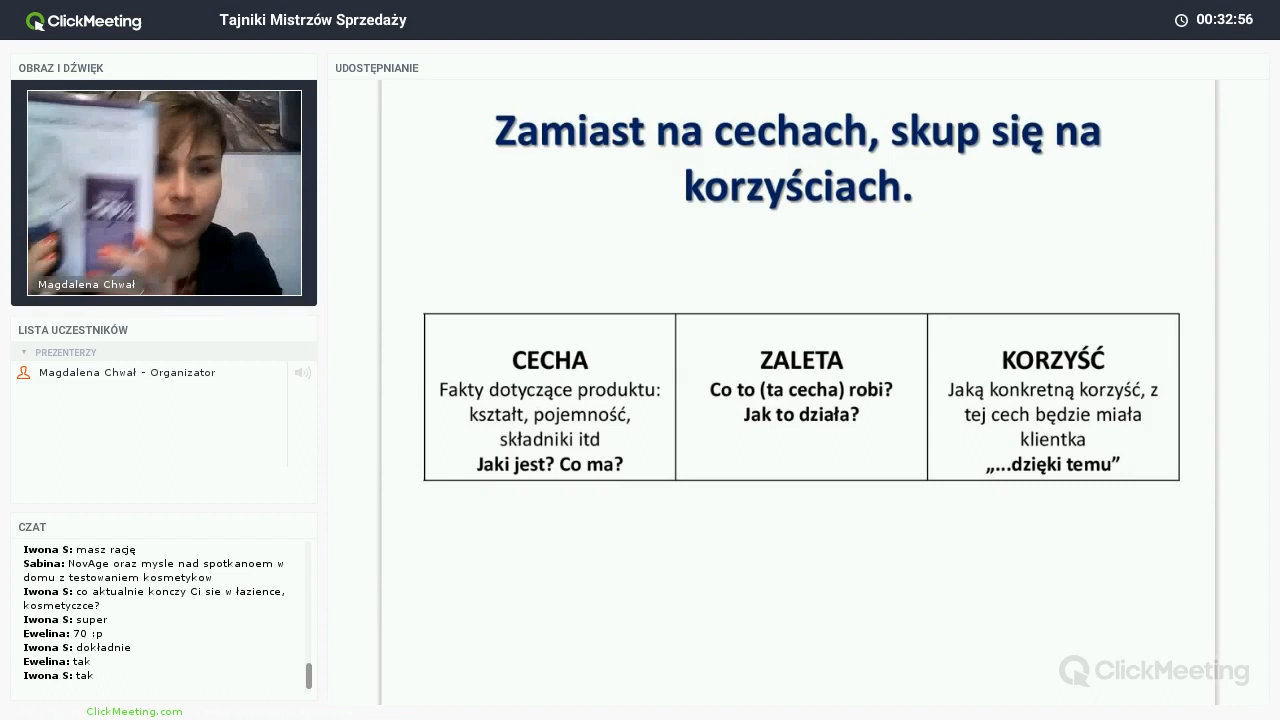 ClickMeeting
Tajniki Mistrzów Sprzedaży
00:32:56
OBRAZ I DŹWIĘK
Magdalena Chwał
LISTA UCZESTNIKÓW
PREZENTERZY
Magdalena Chwał - Organizator
CZAT
Iwona S: masz rację
Sabina: NovAge oraz mysle nad spotkanoem w
domu z testowaniem kosmetykow
Iwona S: co aktualnie konczy Ci sie w łazience,
kosmetyczce?
Iwona S: super
Ewelina: 70 :p
Iwona S: dokładnie
Ewelina: tak
Iwona S: tak
ClickMeeting.com
UDOSTĘPNIANIE
Zamiast na cechach, skup się na
korzyściach.
CECHA
Fakty dotyczące produktu:
kształt, pojemność,
składniki itd
Jaki jest? Co ma?
ZALETA
Co to (ta cecha) robi?
Jak to działa?
KORZYŚĆ
Jaką konkretną korzyść, z
tej cech będzie miała
klientka
„...dzięki temu”
ClickMeeting